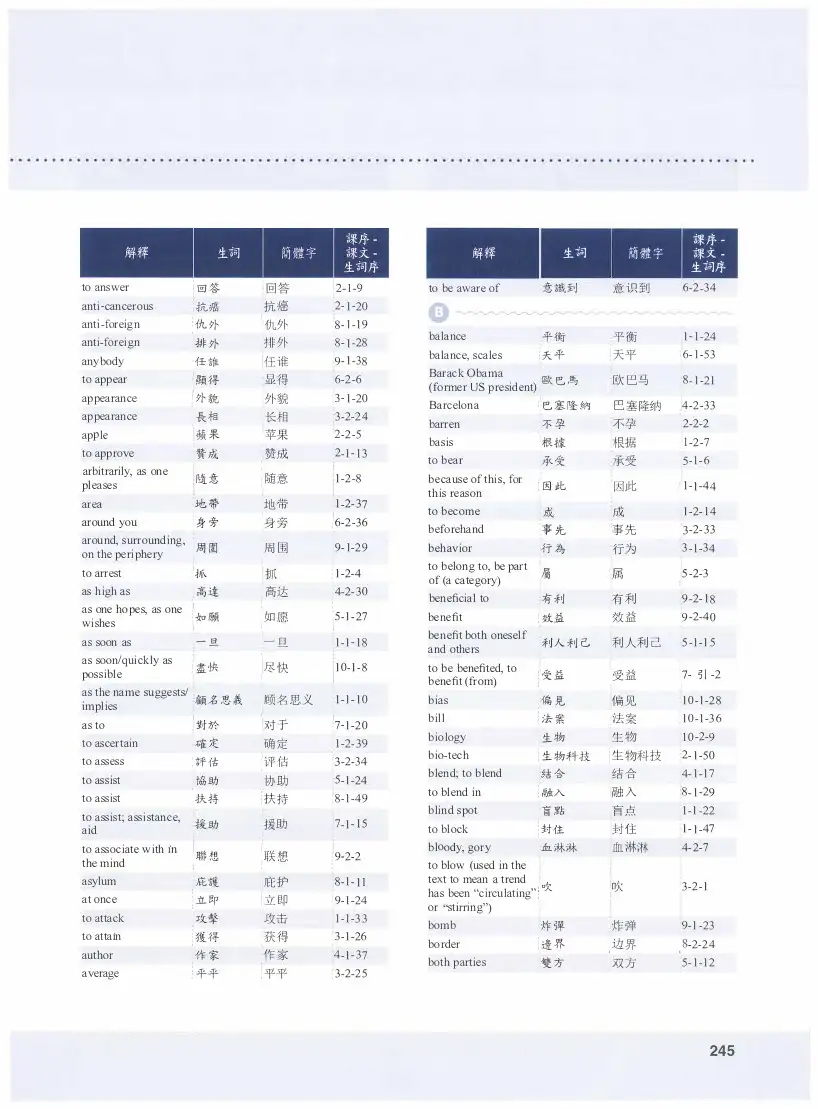 解釋 生詞 簡體字 課序-
課文-
生詞序
to answer 回答 回答 2-1-9
anti-cancerous 抗癌 抗癌 2-1-20
anti-foreign 仇外 仇外 8-1-19
anti-foreign 排外 排外 8-1-28
anybody 任誰 任谁 9-1-38
to appear 顯得 显得 6-2-6
appearance 外貌 外貌 3-1-20
appearance 長相 长相 3-2-24
apple 蘋果 苹果 2-2-5
to approve 贊成 赞成 2-1-13
arbitrarily, as one
pleases 隨意 随意 1-2-8
area 地帶 地带 1-2-37
around you 身旁 身旁 6-2-36
around, surrounding,
on the periphery 周圍 周围 9-1-29
to arrest 抓 抓 1-2-4
as high as 高達 高达 4-2-30
as one hopes, as one
wishes 如願 如愿 5-1-27
as soon as 一旦 一旦 1-1-18
as soon/quickly as
possible 盡快 尽快 10-1-8
as the name suggests/
implies 顧名思義 顾名思义 1-1-10
as to 對於 对于 7-1-20
to ascertain 確定 确定 1-2-39
to assess 評估 评估 3-2-34
to assist 協助 协助 5-1-24
to assist 扶持 扶持 8-1-49
to assist; assistance,
aid 援助 援助 7-1-15
to associate with in
the mind 聯想 联想 9-2-2
asylum 庇護 庇护 8-1-11
at once 立即 立即 9-1-24
to attack 攻擊 攻击 1-1-33
to attain 獲得 获得 3-1-26
author 作家 作家 4-1-37
average 平平 平平 3-2-25
解釋 生詞 簡體字 課序-
課文-
生詞序
to be aware of 意識到 意识到 6-2-34
B
balance 平衡 平衡 1-1-24
balance, scales 天平 天平 6-1-53
Barack Obama
(former US president) 歐巴馬 欧巴马 8-1-21
Barcelona 巴塞隆納 巴塞隆纳 4-2-33
barren 不孕 不孕 2-2-2
basis 根據 根据 1-2-7
to bear 承受 承受 5-1-6
because of this, for
this reason 因此 因此 1-1-44
to become 成 成 1-2-14
beforehand 事先 事先 3-2-33
behavior 行為 行为 3-1-34
to belong to, be part
of (a category) 屬 属 5-2-3
beneficial to 有利 有利 9-2-18
benefit 效益 效益 9-2-40
benefit both oneself
and others 利人利己 利人利己 5-1-15
to be benefited, to
benefit (from) 受益 受益 7- 引 -2
bias 偏見 偏见 10-1-28
bill 法案 法案 10-1-36
biology 生物 生物 10-2-9
bio-tech 生物科技 生物科技 2-1-50
blend; to blend 結合 结合 4-1-17
to blend in 融入 融入 8-1-29
blind spot 盲點 盲点 1-1-22
to block 封住 封住 1-1-47
bloody, gory 血淋淋 血淋淋 4-2-7
to blow (used in the
text to mean a trend
has been “circulating”
or “stirring”) 吹 吹 3-2-1
bomb 炸彈 炸弹 9-1-23
border 邊界 边界 8-2-24
both parties 雙方 双方 5-1-12
245